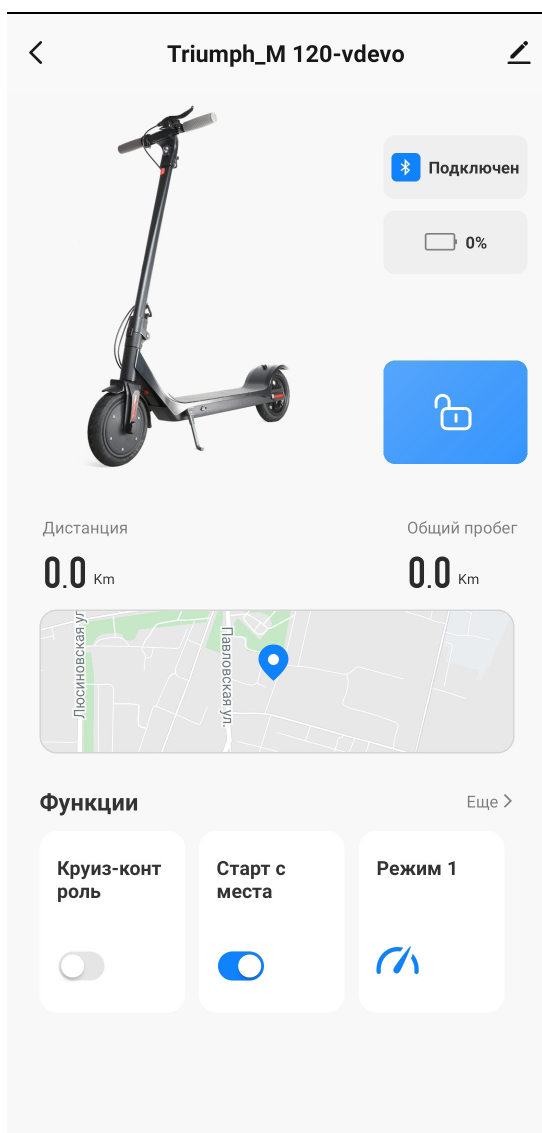 Triumph_M 120-vdevo
Подключен
0%
Дистанция
Общий пробег
0.0 Km
0.0 Km
Люсиновская ул
Павловская ул.
Функции
Еще
Круиз-конт
роль
Старт с
места
Режим 1